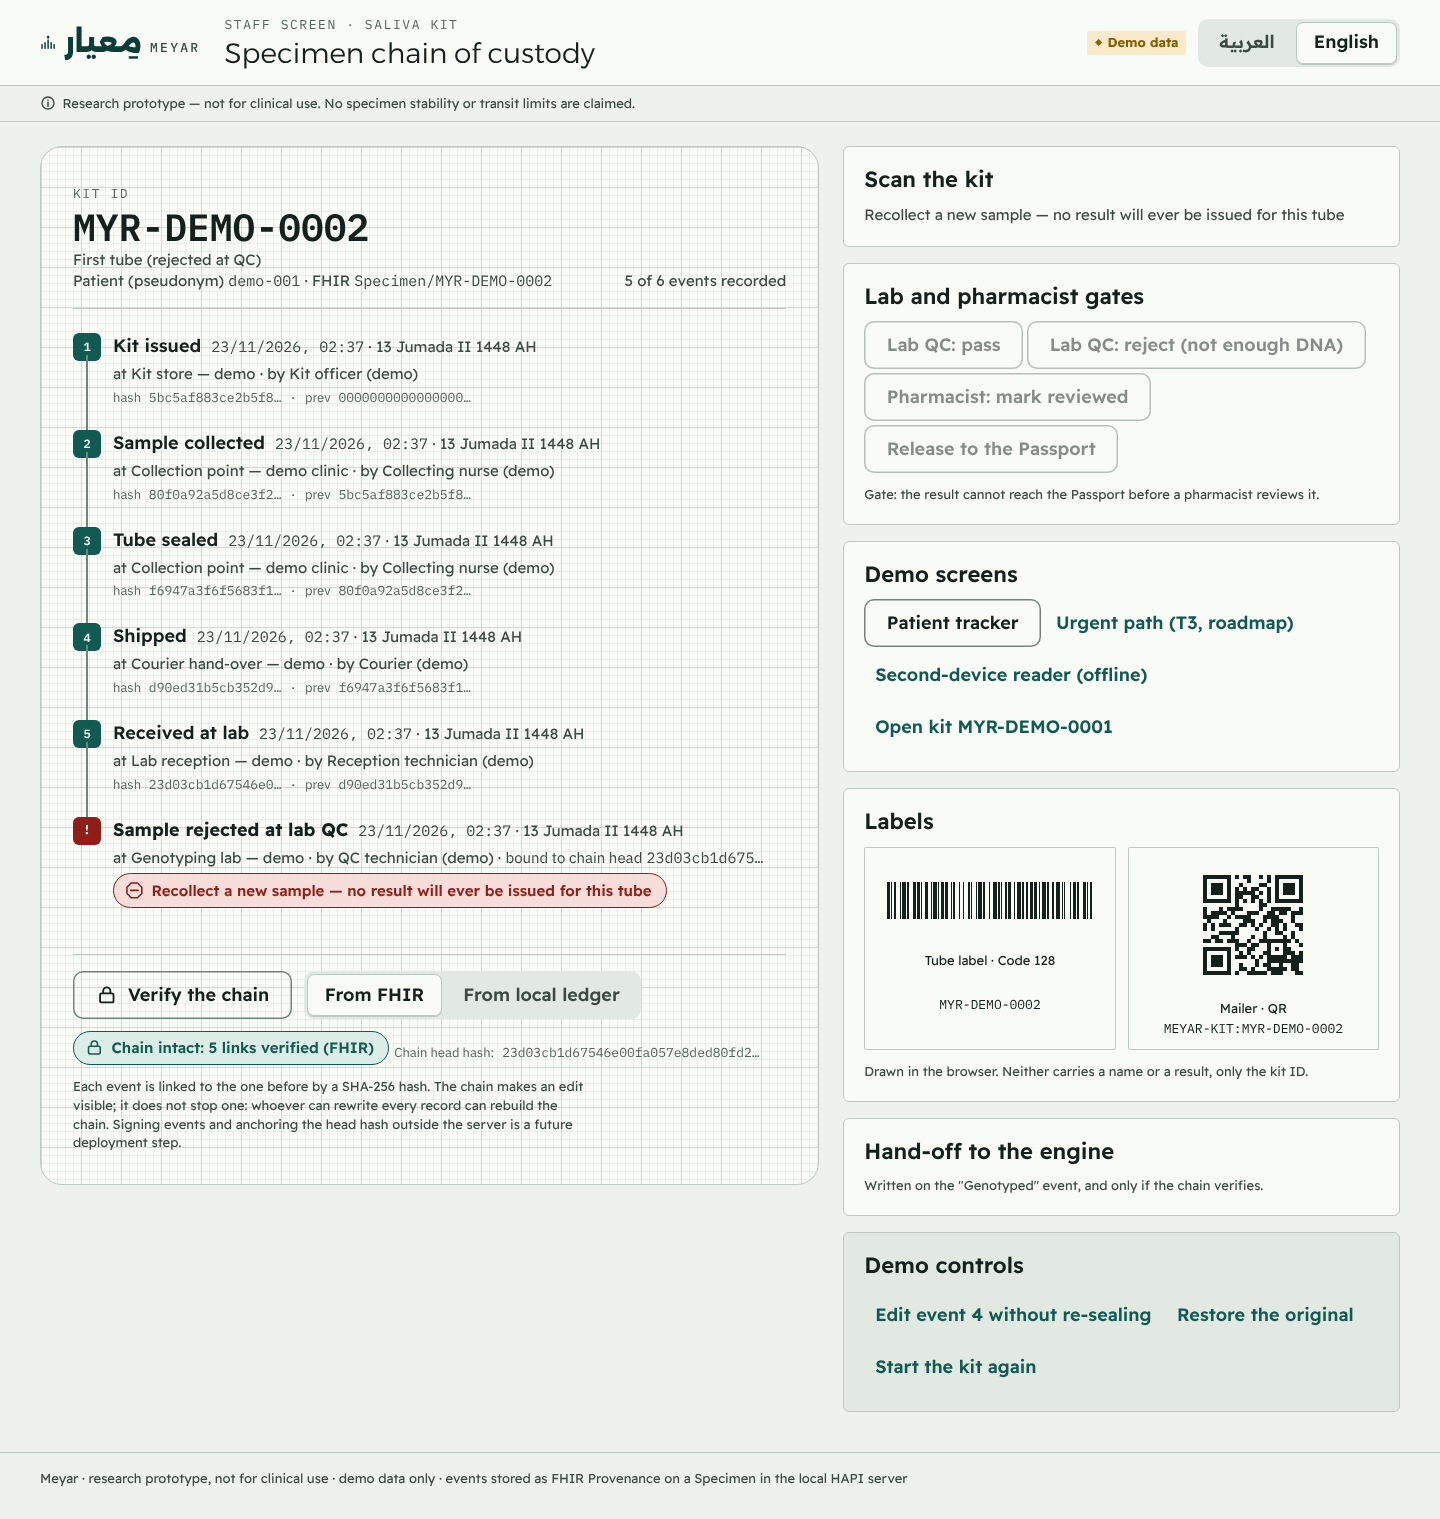 مِعيار MEYAR
STAFF SCREEN · SALIVA KIT
Specimen chain of custody
Demo data
العربية
English
Research prototype — not for clinical use. No specimen stability or transit limits are claimed.
KIT ID
MYR-DEMO-0002
First tube (rejected at QC)
Patient (pseudonym) demo-001 · FHIR Specimen/MYR-DEMO-0002
5 of 6 events recorded
1
Kit issued 23/11/2026, 02:37 · 13 Jumada II 1448 AH
at Kit store — demo · by Kit officer (demo)
hash 5bc5af883ce2b5f8… · prev 0000000000000000…
2
Sample collected 23/11/2026, 02:37 · 13 Jumada II 1448 AH
at Collection point — demo clinic · by Collecting nurse (demo)
hash 80f0a92a5d8ce3f2… · prev 5bc5af883ce2b5f8…
3
Tube sealed 23/11/2026, 02:37 · 13 Jumada II 1448 AH
at Collection point — demo clinic · by Collecting nurse (demo)
hash f6947a3f6f5683f1… · prev 80f0a92a5d8ce3f2…
4
Shipped 23/11/2026, 02:37 · 13 Jumada II 1448 AH
at Courier hand-over — demo · by Courier (demo)
hash d90ed31b5cb352d9… · prev f6947a3f6f5683f1…
5
Received at lab 23/11/2026, 02:37 · 13 Jumada II 1448 AH
at Lab reception — demo · by Reception technician (demo)
hash 23d03cb1d67546e0… · prev d90ed31b5cb352d9…
!
Sample rejected at lab QC 23/11/2026, 02:37 · 13 Jumada II 1448 AH
at Genotyping lab — demo · by QC technician (demo) · bound to chain head 23d03cb1d675…
Recollect a new sample — no result will ever be issued for this tube
Verify the chain
From FHIR
From local ledger
Chain intact: 5 links verified (FHIR)
Chain head hash: 23d03cb1d67546e00fa057e8ded80fd2…
Each event is linked to the one before by a SHA-256 hash. The chain makes an edit
visible; it does not stop one: whoever can rewrite every record can rebuild the
chain. Signing events and anchoring the head hash outside the server is a future
deployment step.
Scan the kit
Recollect a new sample — no result will ever be issued for this tube
Lab and pharmacist gates
Lab QC: pass
Lab QC: reject (not enough DNA)
Pharmacist: mark reviewed
Release to the Passport
Gate: the result cannot reach the Passport before a pharmacist reviews it.
Demo screens
Patient tracker
Urgent path (T3, roadmap)
Second-device reader (offline)
Open kit MYR-DEMO-0001
Labels
Tube label · Code 128
MYR-DEMO-0002
Mailer · QR
MEYAR-KIT:MYR-DEMO-0002
Drawn in the browser. Neither carries a name or a result, only the kit ID.
Hand-off to the engine
Written on the "Genotyped" event, and only if the chain verifies.
Demo controls
Edit event 4 without re-sealing
Restore the original
Start the kit again
Meyar · research prototype, not for clinical use · demo data only · events stored as FHIR Provenance on a Specimen in the local HAPI server